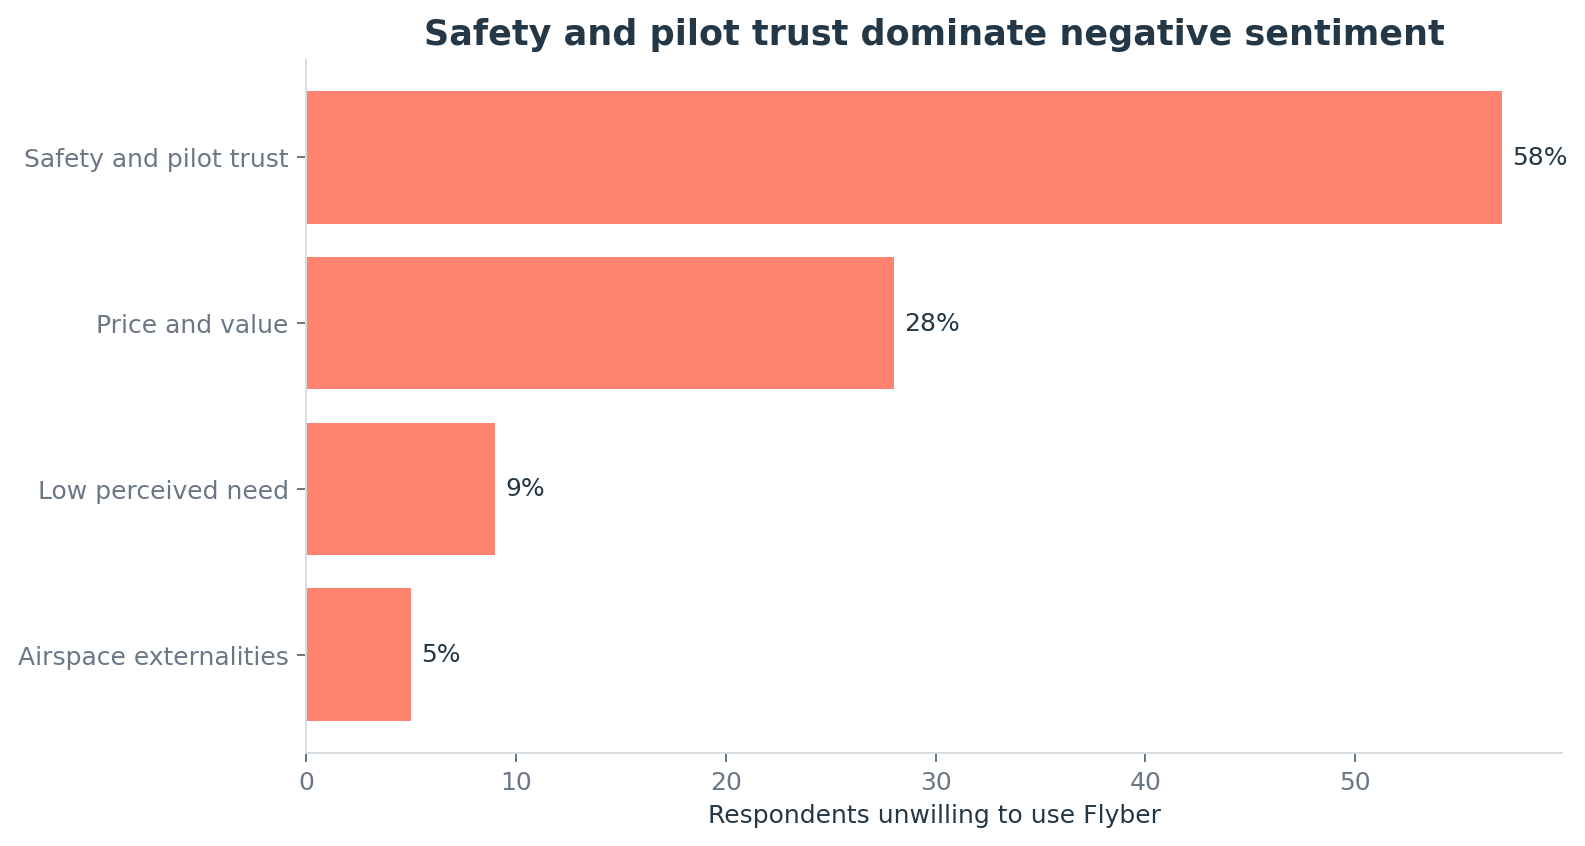 Safety and pilot trust dominate negative sentiment
Safety and pilot trust
58%
Price and value
28%
Low perceived need
9%
Airspace externalities
5%
0 10 20 30 40 50
Respondents unwilling to use Flyber